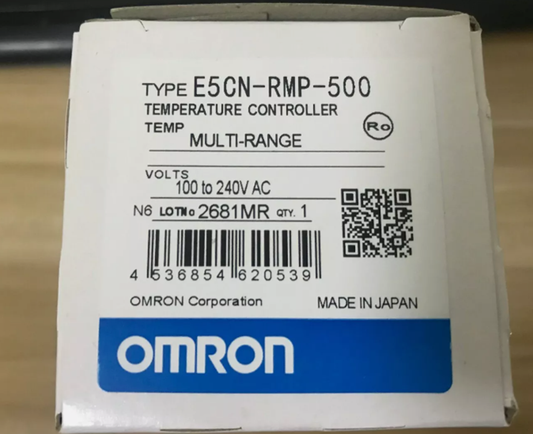 TYPE E5CN-RMP-500
TEMPERATURE CONTROLLER
TEMP
Ro
MULTI-RANGE
VOLTS
100 to 240V AC
N6 LOTNo 2681MR QTY. 1
4 536854 620539
OMRON Corporation MADE IN JAPAN
OMRON